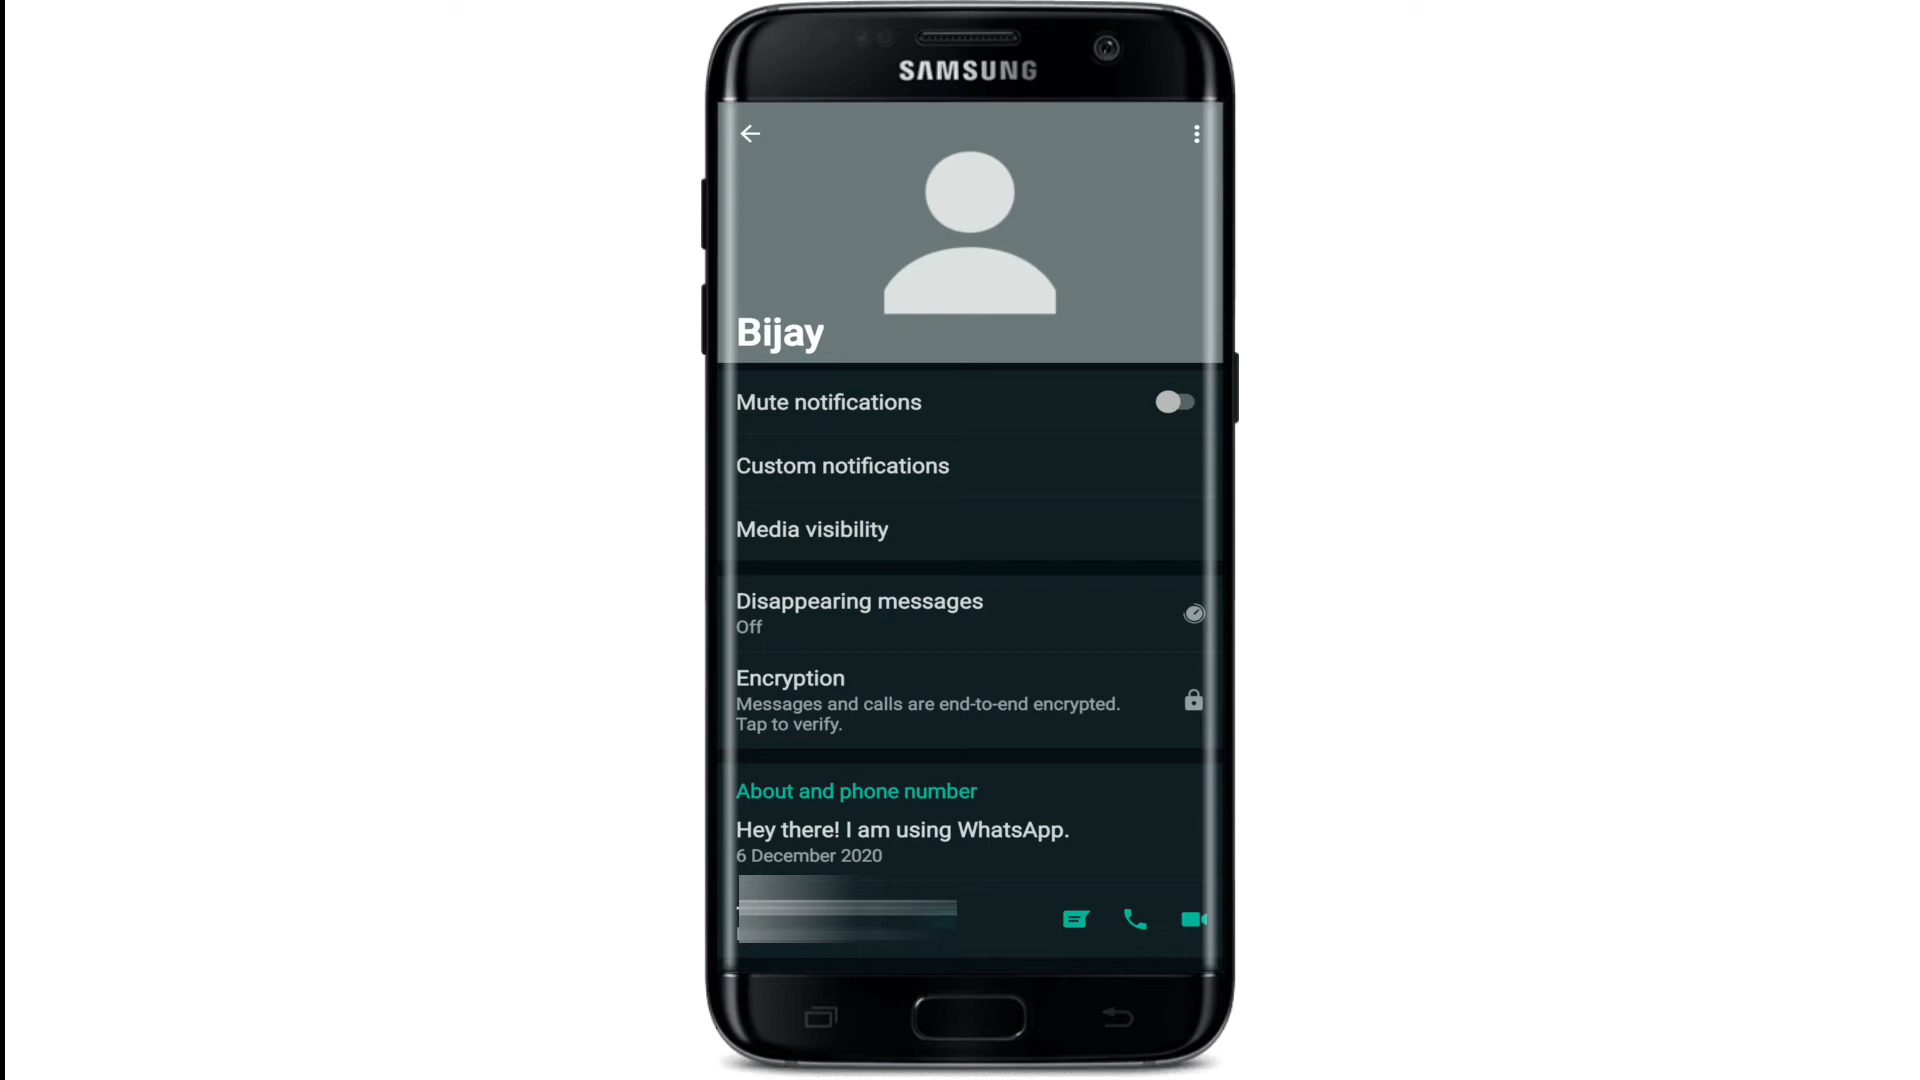 SAMSUNG
Bijay
Mute notifications
Custom notifications
Media visibility
Disappearing messages
Off
Encryption
Messages and calls are end-to-end encrypted.
Tap to verify.
About and phone number
Hey there! I am using WhatsApp.
6 December 2020